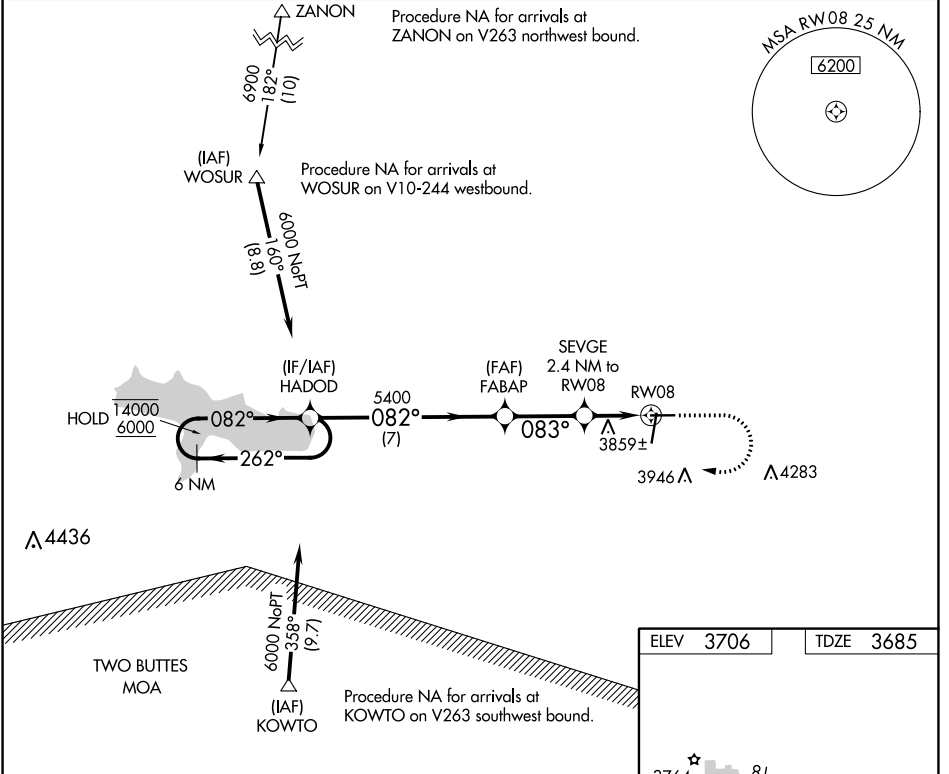 ZANON
Procedure NA for arrivals at
ZANON on V263 northwest bound.
MSA RW08 25 NM
6200
6900
182°
(10)
(IAF)
WOSUR
Procedure NA for arrivals at
WOSUR on V10-244 westbound.
6000 NoPT
160°
(8.8)
(IF/IAF)
HADOD
(FAF)
FABAP
SEVGE
2.4 NM to
RW08
RW08
HOLD
14000
6000
082°
5400
082°
(7)
083°
3859±
262°
6 NM
3946
4283
4436
6000 NoPT
358°
(9.7)
TWO BUTTES
MOA
(IAF)
KOWTO
Procedure NA for arrivals at
KOWTO on V263 southwest bound.
ELEV 3706
TDZE 3685